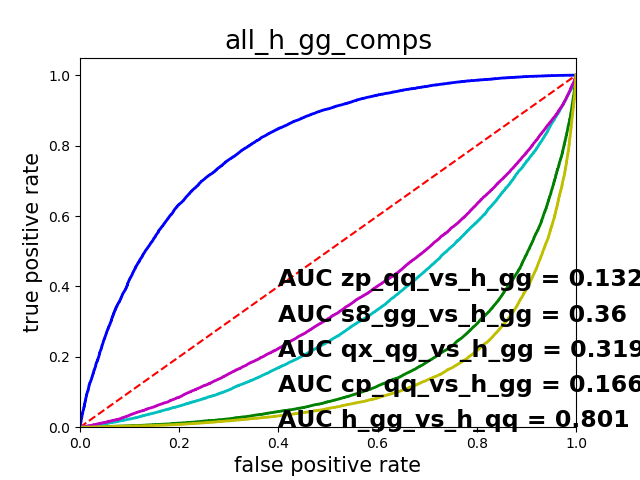 all_h_gg_comps
true positive rate
1.0
0.8
0.6
0.4
0.2
0.0
AUC zp_qq_vs_h_gg = 0.132
AUC s8_gg_vs_h_gg = 0.36
AUC qx_qg_vs_h_gg = 0.319
AUC cp_qq_vs_h_gg = 0.166
AUC h_gg_vs_h_qq = 0.801
0.0 0.2 0.4 0.6 0.8 1.0
false positive rate